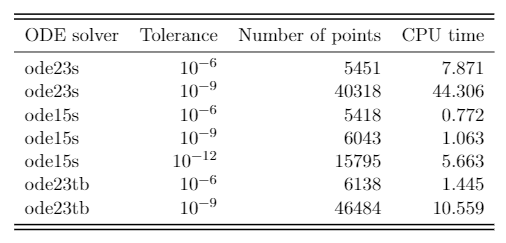 ODE solver Tolerance Number of points CPU time
ode23s 10⁻⁶ 5451 7.871
ode23s 10⁻⁹ 40318 44.306
ode15s 10⁻⁶ 5418 0.772
ode15s 10⁻⁹ 6043 1.063
ode15s 10⁻¹² 15795 5.663
ode23tb 10⁻⁶ 6138 1.445
ode23tb 10⁻⁹ 46484 10.559